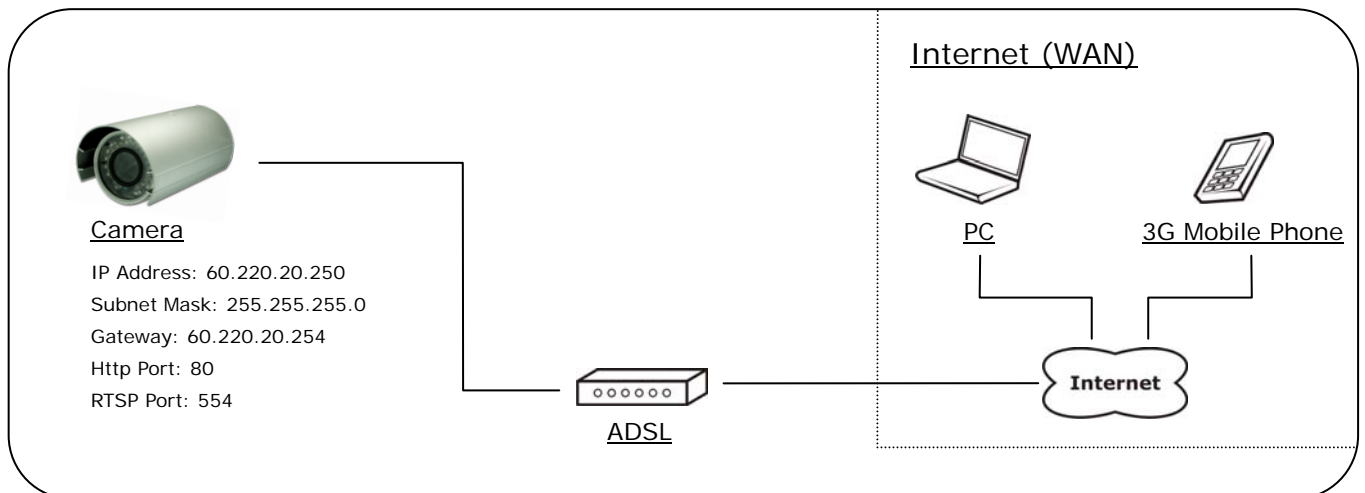 Internet (WAN)
Camera
IP Address: 60.220.20.250
Subnet Mask: 255.255.255.0
Gateway: 60.220.20.254
Http Port: 80
RTSP Port: 554
ADSL
PC
3G Mobile Phone
Internet